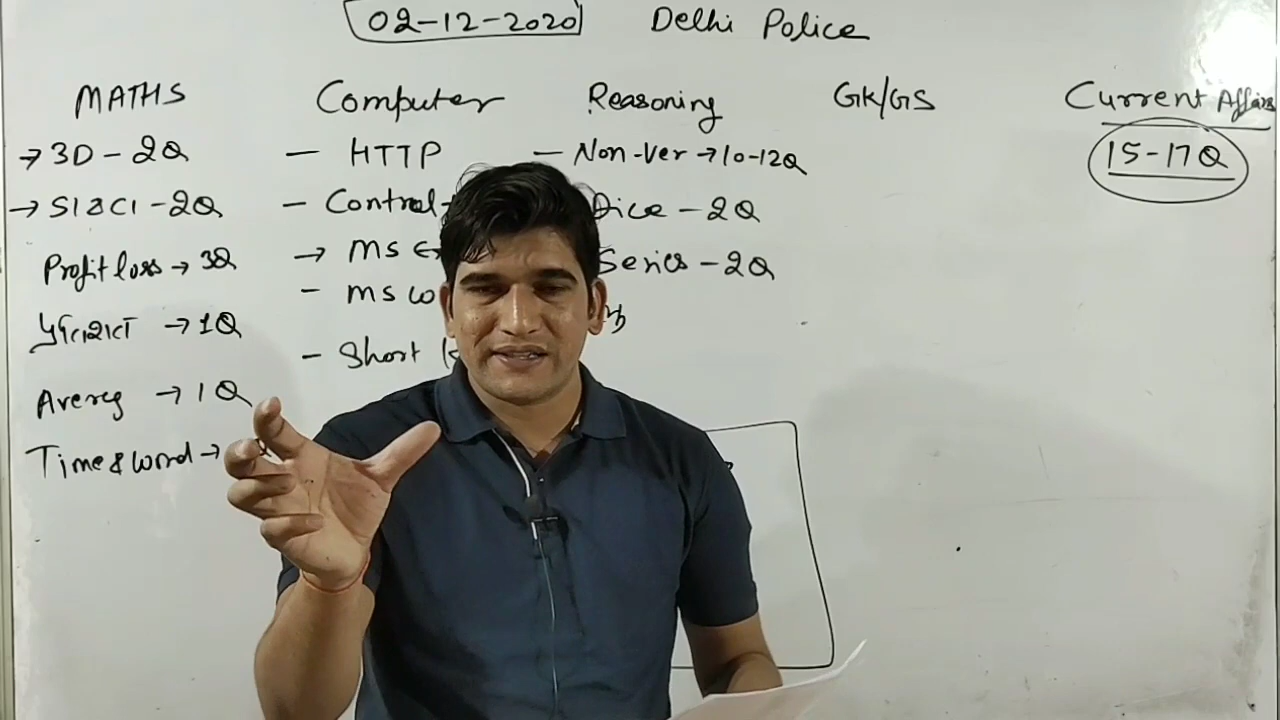 02-12-2020 Delhi Police
MATHS
→ 3D - 2Q
→ SI&CI - 2Q
Profit loss → 3Q
प्रतिशत → 1Q
Averg → 1Q
Time & word →
Computer
- HTTP
- Control-
→ MS
- MS
- Short
Reasoning
- Non-Ver → 10-12Q
Dice - 2Q
Series - 2Q
GK/GS
Current Affairs
15-17Q